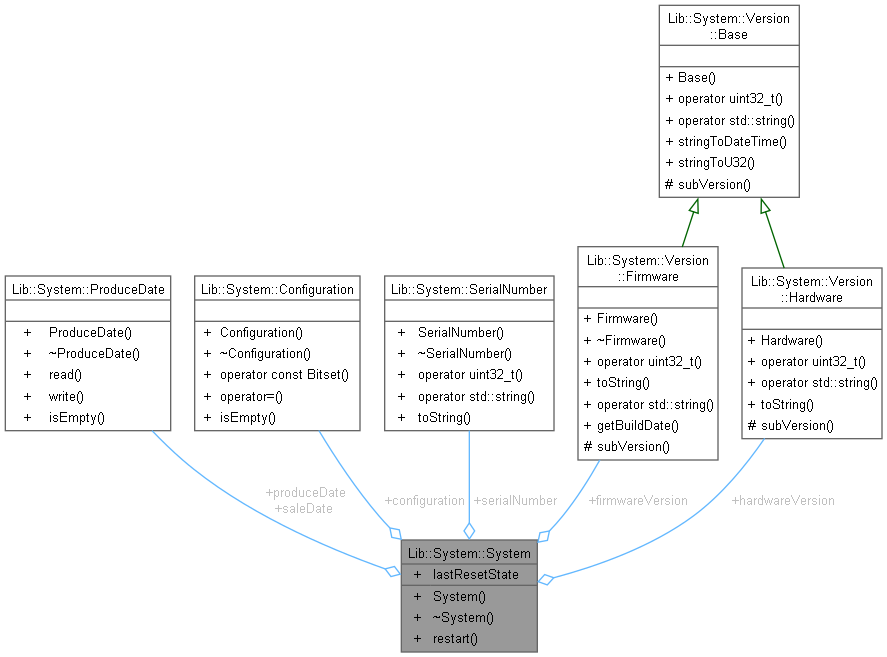 Lib::System::Version
::Base
+ Base()
+ operator uint32_t()
+ operator std::string()
+ stringToDateTime()
+ stringToU32()
# subVersion()
Lib::System::ProduceDate
+ ProduceDate()
+ ~ProduceDate()
+ read()
+ write()
+ isEmpty()
Lib::System::Configuration
+ Configuration()
+ ~Configuration()
+ operator const Bitset()
+ operator=()
+ isEmpty()
Lib::System::SerialNumber
+ SerialNumber()
+ ~SerialNumber()
+ operator uint32_t()
+ operator std::string()
+ toString()
Lib::System::Version
::Firmware
+ Firmware()
+ ~Firmware()
+ operator uint32_t()
+ toString()
+ operator std::string()
+ getBuildDate()
# subVersion()
Lib::System::Version
::Hardware
+ Hardware()
+ operator uint32_t()
+ operator std::string()
+ toString()
# subVersion()
+produceDate
+saleDate
+configuration
+serialNumber
+firmwareVersion
+hardwareVersion
Lib::System::System
+ lastResetState
+ System()
+ ~System()
+ restart()